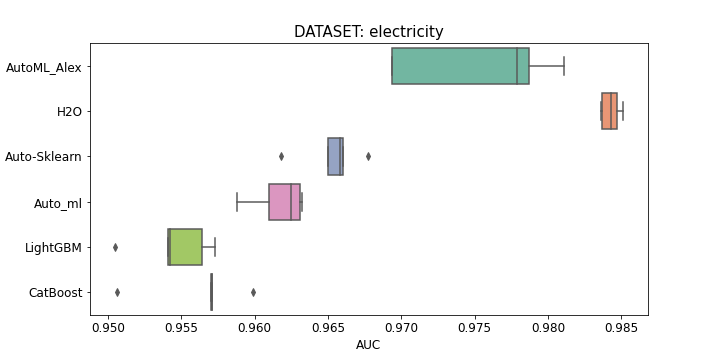 DATASET: electricity
AutoML_Alex
H2O
Auto-Sklearn
Auto_ml
LightGBM
CatBoost
0.950 0.955 0.960 0.965 0.970 0.975 0.980 0.985
AUC